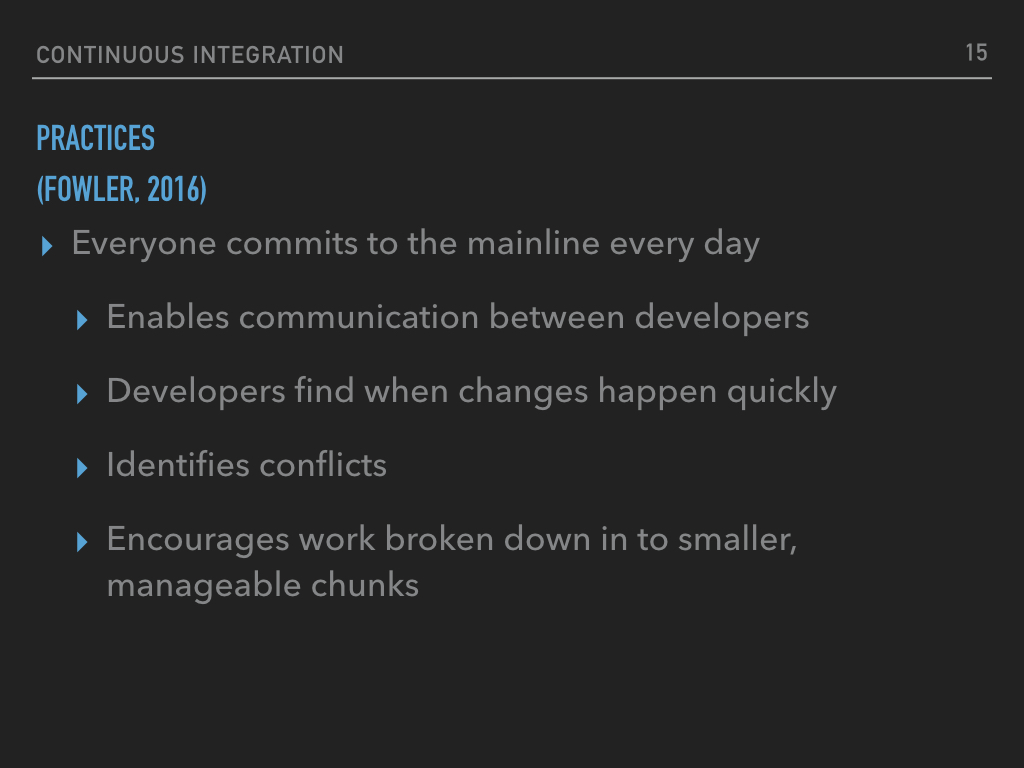 CONTINUOUS INTEGRATION
15
PRACTICES
(FOWLER, 2016)
Everyone commits to the mainline every day
Enables communication between developers
Developers find when changes happen quickly
Identifies conflicts
Encourages work broken down in to smaller,
manageable chunks